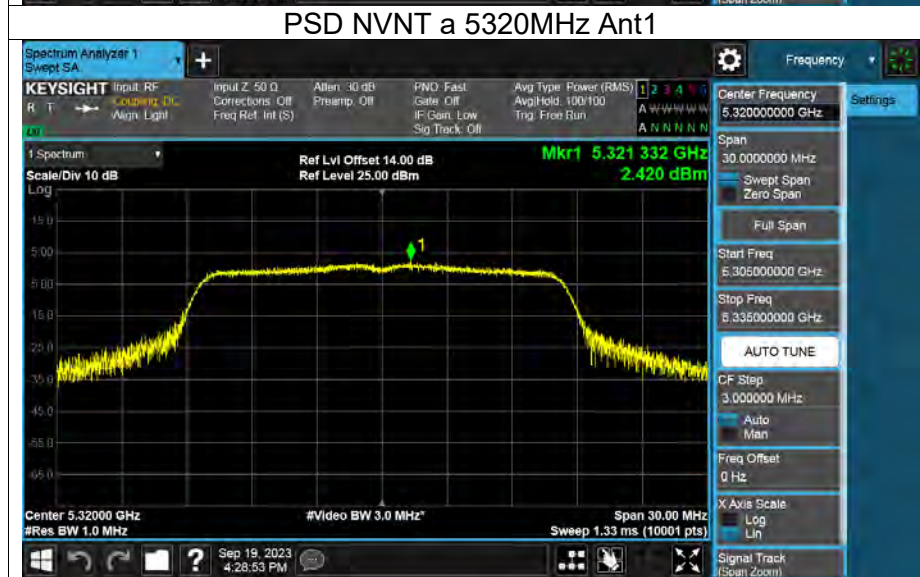 (Span Zoom)
PSD NVNT a 5320MHz Ant1
Spectrum Analyzer 1
Swept SA
+
Frequency
Settings
KEYSIGHT Input: RF
R T
Coupling: DC
Align: Light
LXI
Input Z: 50 Ω
Corrections: Off
Freq Ref: Int (S)
Atten: 30 dB
Preamp: Off
PNO: Fast
Gate: Off
IF Gain: Low
Sig Track: Off
Avg Type: Power (RMS)
Avg|Hold: 100/100
Trig: Free Run
1 2 3 4 5 6
A W W W W W
A N N N N N
1 Spectrum
Scale/Div 10 dB
Ref Lvl Offset 14.00 dB
Ref Level 25.00 dBm
Mkr1 5.321 332 GHz
2.420 dBm
Log
15.0
5.00
-5.00
-15.0
-25.0
-35.0
-45.0
-55.0
-65.0
1
Center 5.32000 GHz
#Res BW 1.0 MHz
#Video BW 3.0 MHz*
Span 30.00 MHz
Sweep 1.33 ms (10001 pts)
Center Frequency
5.320000000 GHz
Span
30.0000000 MHz
Swept Span
Zero Span
Full Span
Start Freq
5.305000000 GHz
Stop Freq
5.335000000 GHz
AUTO TUNE
CF Step
3.000000 MHz
Auto
Man
Freq Offset
0 Hz
X Axis Scale
Log
Lin
Signal Track
(Span Zoom)
?
Sep 19, 2023
4:28:53 PM